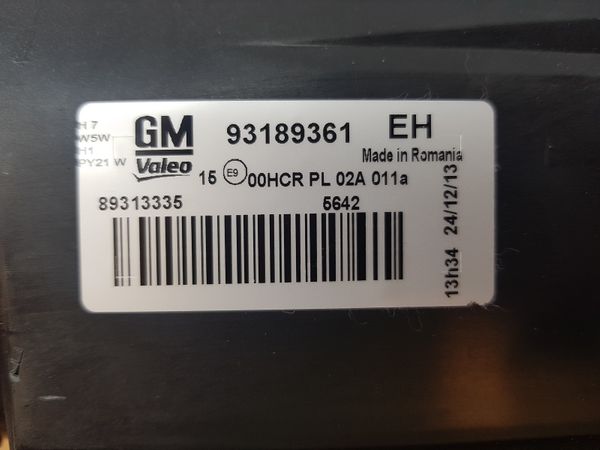 H 7
W5W
H1
PY21 W
GM
Valeo
93189361 EH
Made in Romania
15 E9 00HCR PL 02A 011a
89313335 5642
13h34 24/12/13